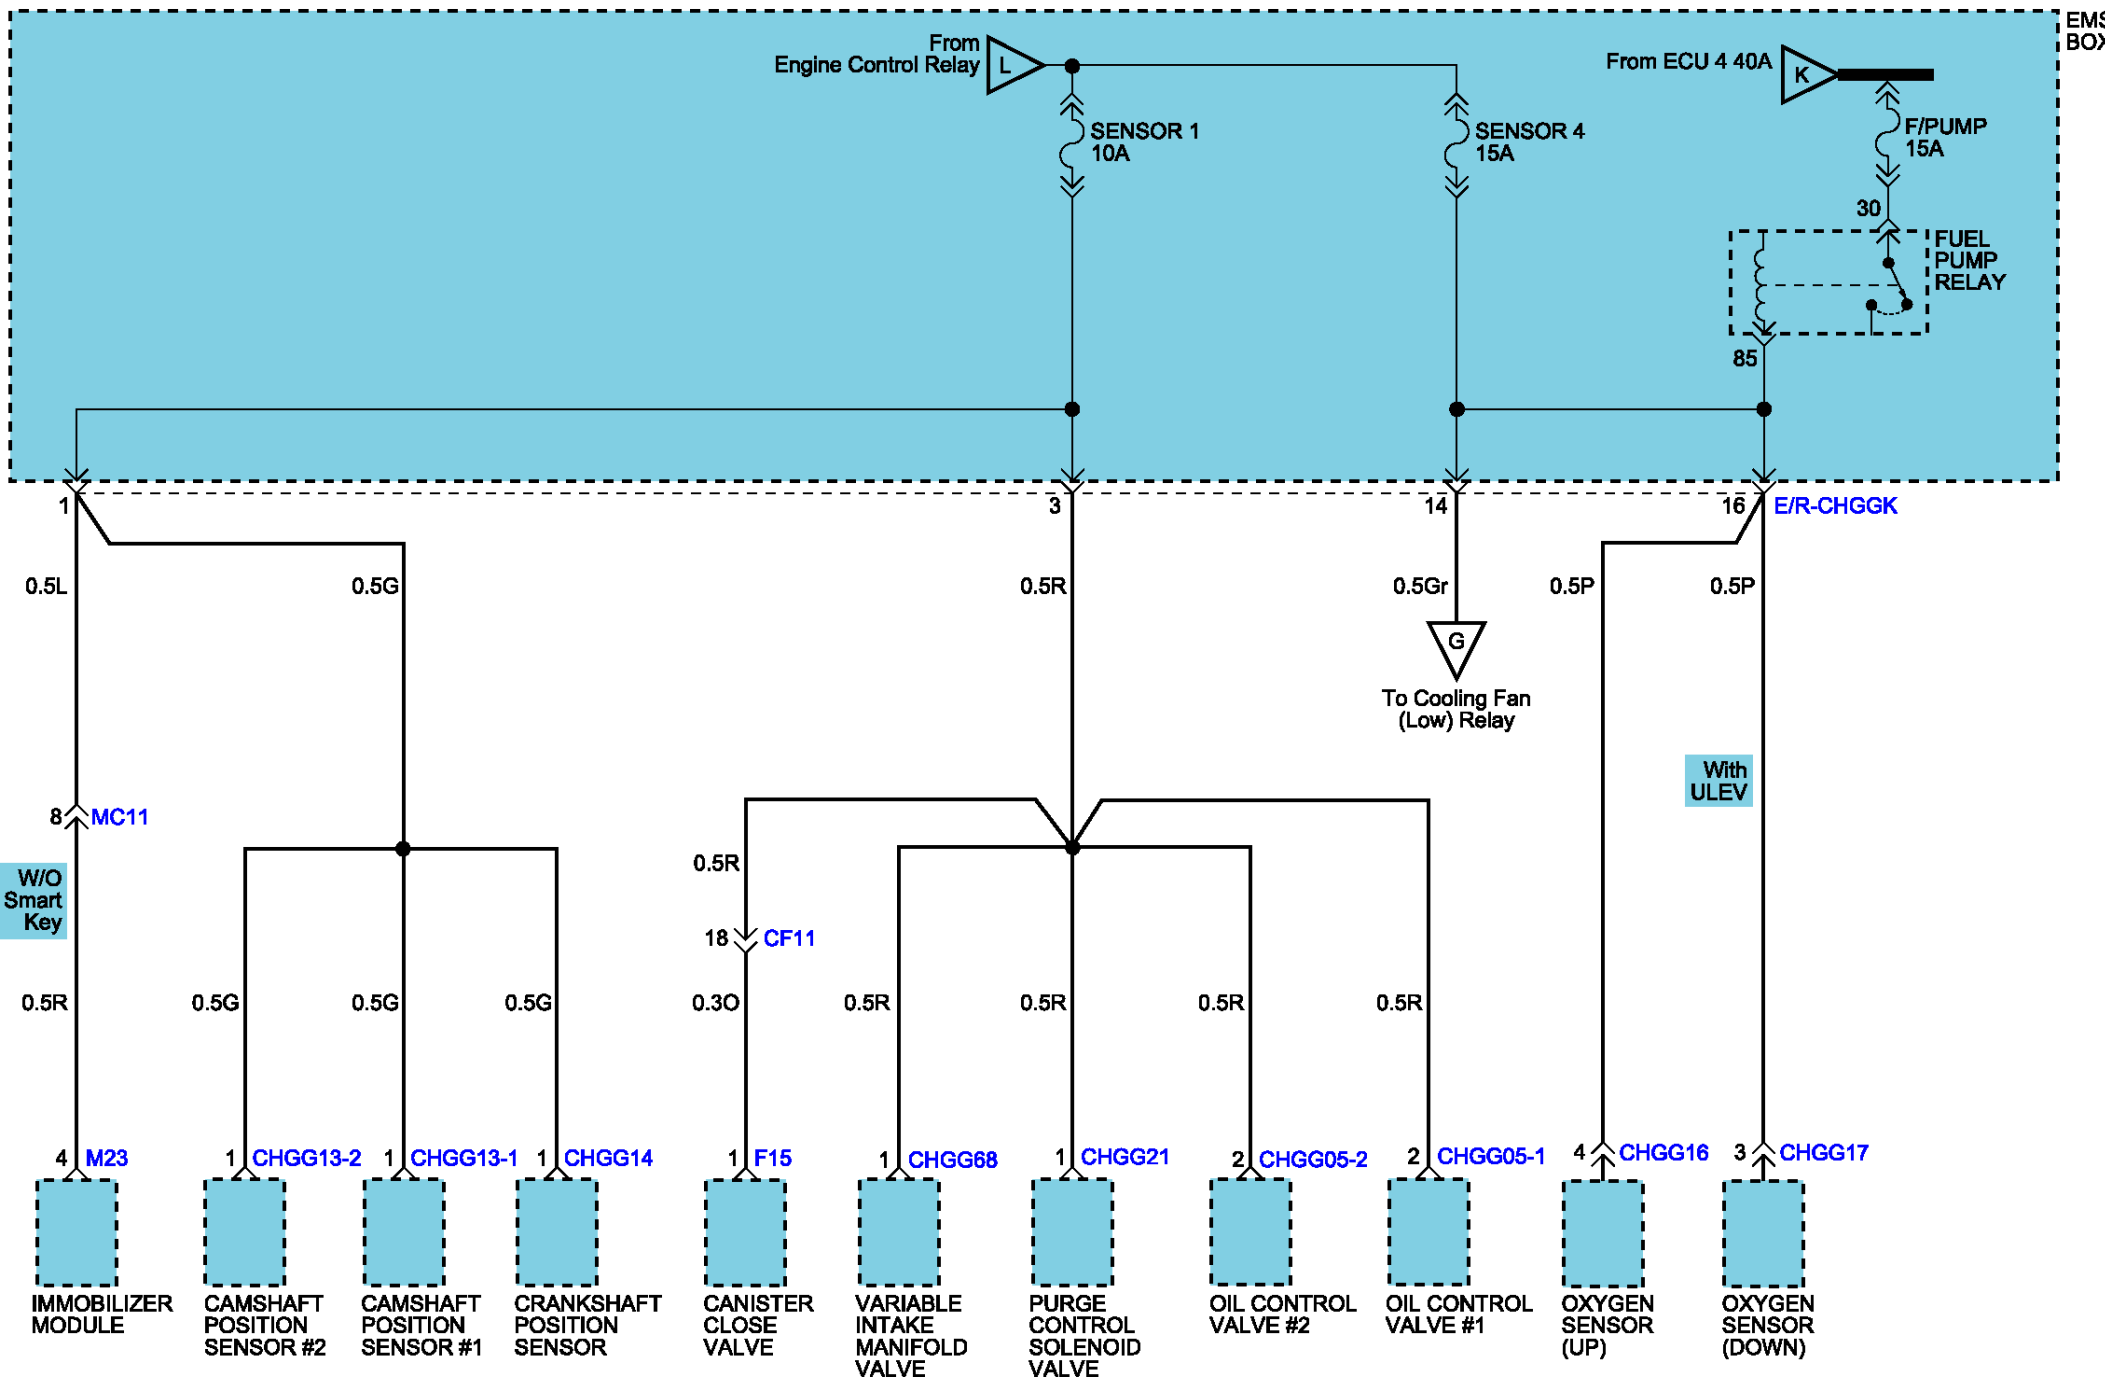 EMS
BOX
From
Engine Control Relay
L
From ECU 4 40A
K
SENSOR 1
10A
SENSOR 4
15A
F/PUMP
15A
30
FUEL
PUMP
RELAY
85
1
3
14
16
E/R-CHGGK
0.5L
0.5G
0.5R
0.5Gr
0.5P
0.5P
G
To Cooling Fan
(Low) Relay
With
ULEV
8
MC11
W/O
Smart
Key
0.5R
18
CF11
0.5R
0.5G
0.5G
0.5G
0.3O
0.5R
0.5R
0.5R
0.5R
4
M23
1
CHGG13-2
1
CHGG13-1
1
CHGG14
1
F15
1
CHGG68
1
CHGG21
2
CHGG05-2
2
CHGG05-1
4
CHGG16
3
CHGG17
IMMOBILIZER
MODULE
CAMSHAFT
POSITION
SENSOR #2
CAMSHAFT
POSITION
SENSOR #1
CRANKSHAFT
POSITION
SENSOR
CANISTER
CLOSE
VALVE
VARIABLE
INTAKE
MANIFOLD
VALVE
PURGE
CONTROL
SOLENOID
VALVE
OIL CONTROL
VALVE #2
OIL CONTROL
VALVE #1
OXYGEN
SENSOR
(UP)
OXYGEN
SENSOR
(DOWN)